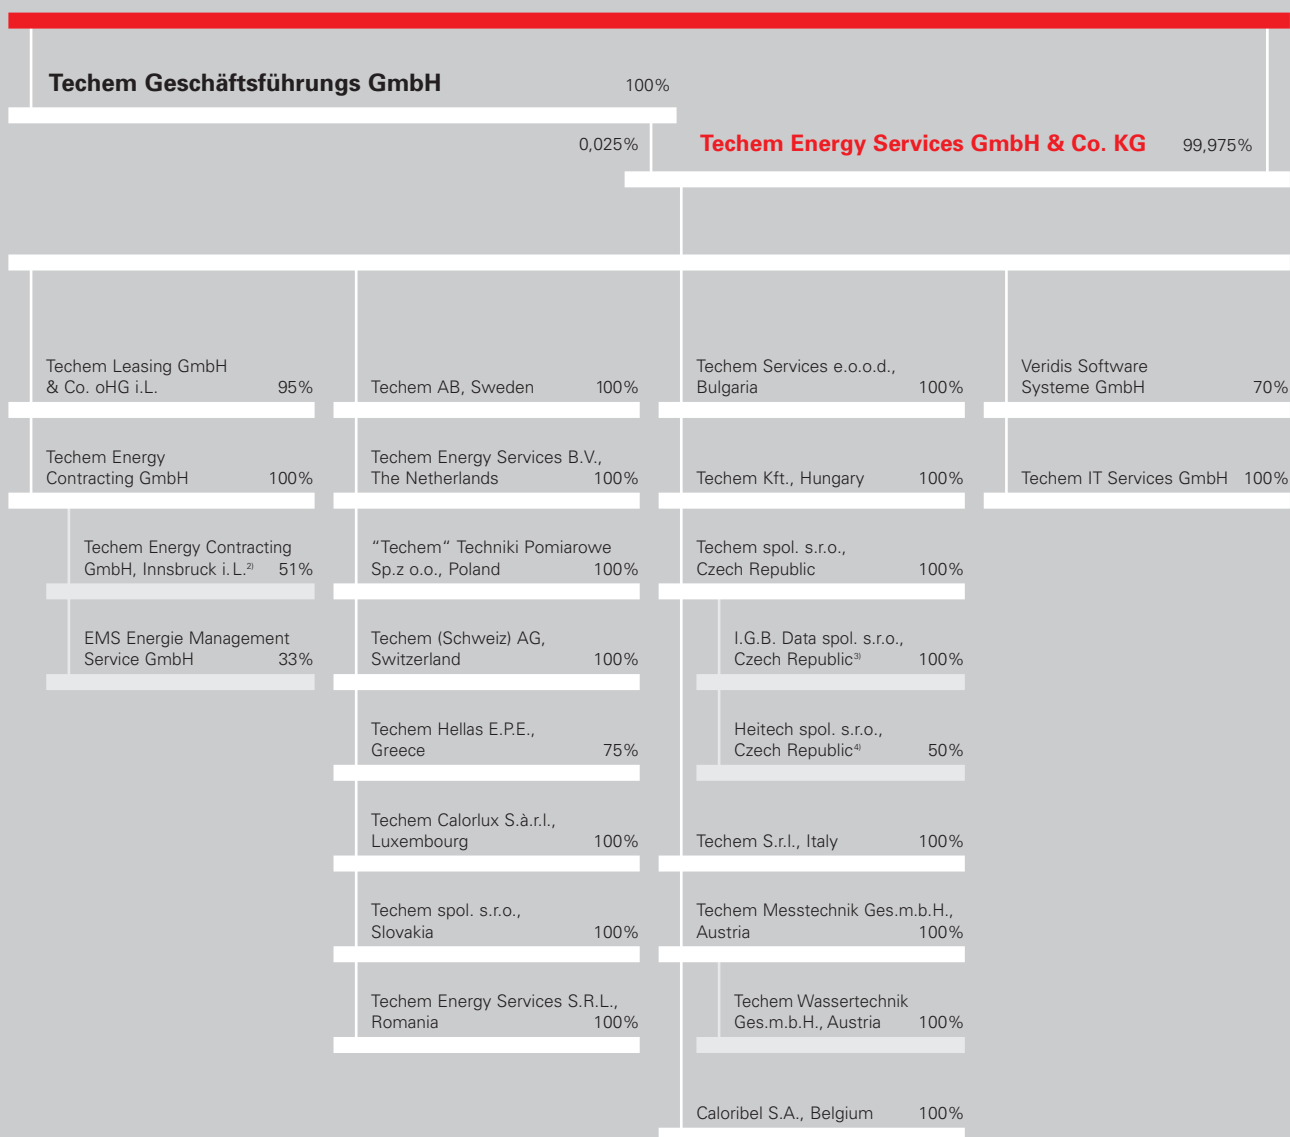 Techem Geschäftsführungs GmbH 100%
0,025% Techem Energy Services GmbH & Co. KG 99,975%
Techem Leasing GmbH
& Co. oHG i.L. 95%
Techem Energy
Contracting GmbH 100%
Techem Energy Contracting
GmbH, Innsbruck i. L.²⁾ 51%
EMS Energie Management
Service GmbH 33%
Techem AB, Sweden 100%
Techem Energy Services B.V.,
The Netherlands 100%
“Techem“ Techniki Pomiarowe
Sp.z o.o., Poland 100%
Techem (Schweiz) AG,
Switzerland 100%
Techem Hellas E.P.E.,
Greece 75%
Techem Calorlux S.à.r.l.,
Luxembourg 100%
Techem spol. s.r.o.,
Slovakia 100%
Techem Energy Services S.R.L.,
Romania 100%
Techem Services e.o.o.d.,
Bulgaria 100%
Techem Kft., Hungary 100%
Techem spol. s.r.o.,
Czech Republic 100%
I.G.B. Data spol. s.r.o.,
Czech Republic³⁾ 100%
Heitech spol. s.r.o.,
Czech Republic⁴⁾ 50%
Techem S.r.l., Italy 100%
Techem Messtechnik Ges.m.b.H.,
Austria 100%
Techem Wassertechnik
Ges.m.b.H., Austria 100%
Caloribel S.A., Belgium 100%
Veridis Software
Systeme GmbH 70%
Techem IT Services GmbH 100%